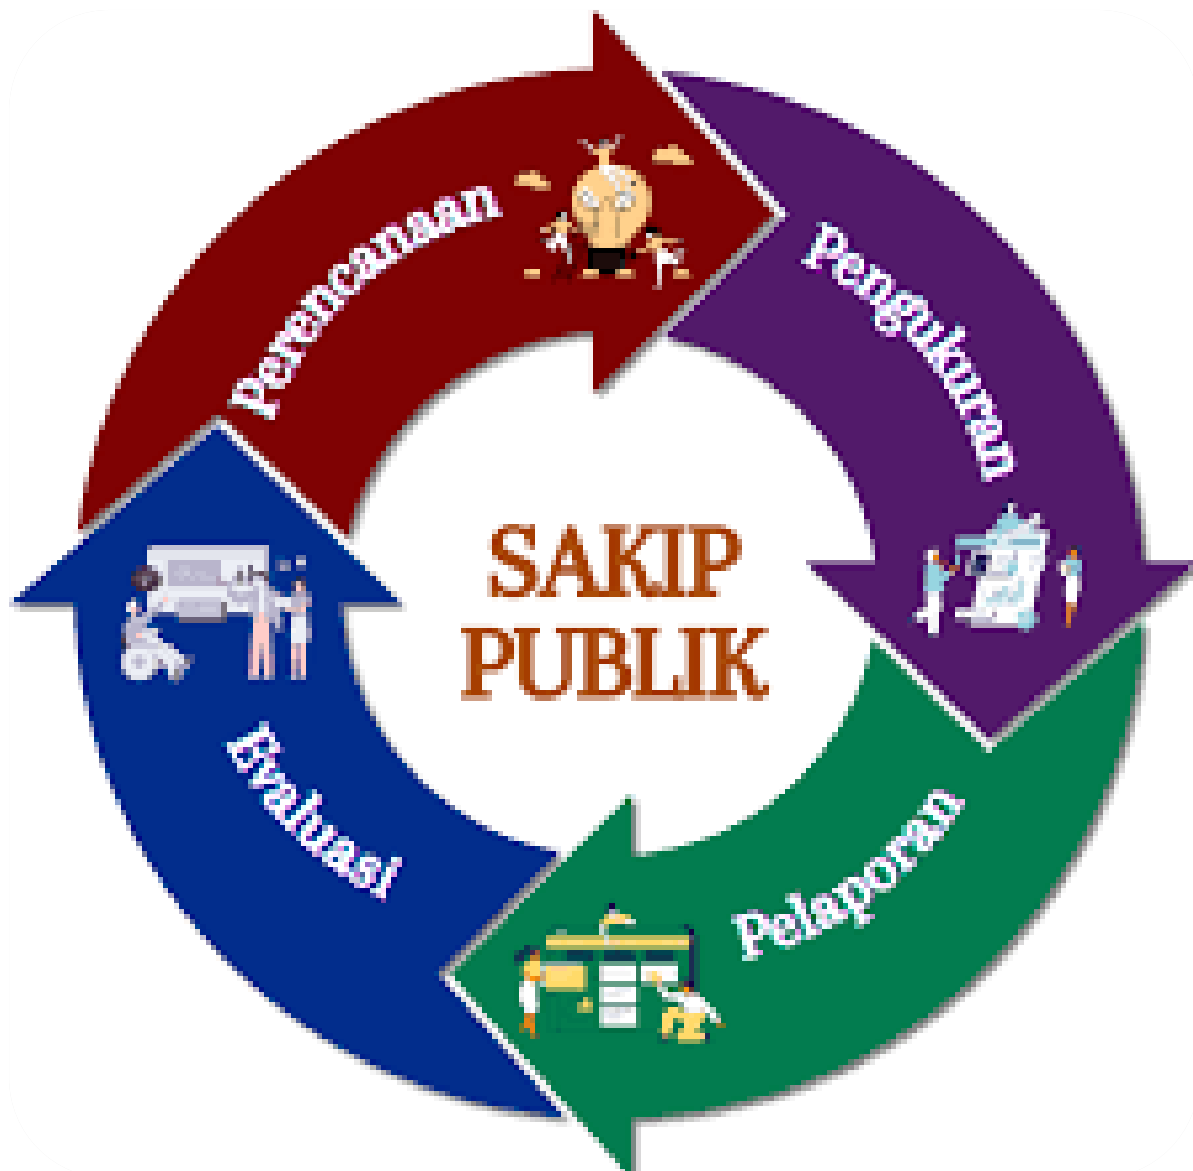 Perencanaan
Pengukuran
SAKIP
PUBLIK
Pelaporan
Evaluasi